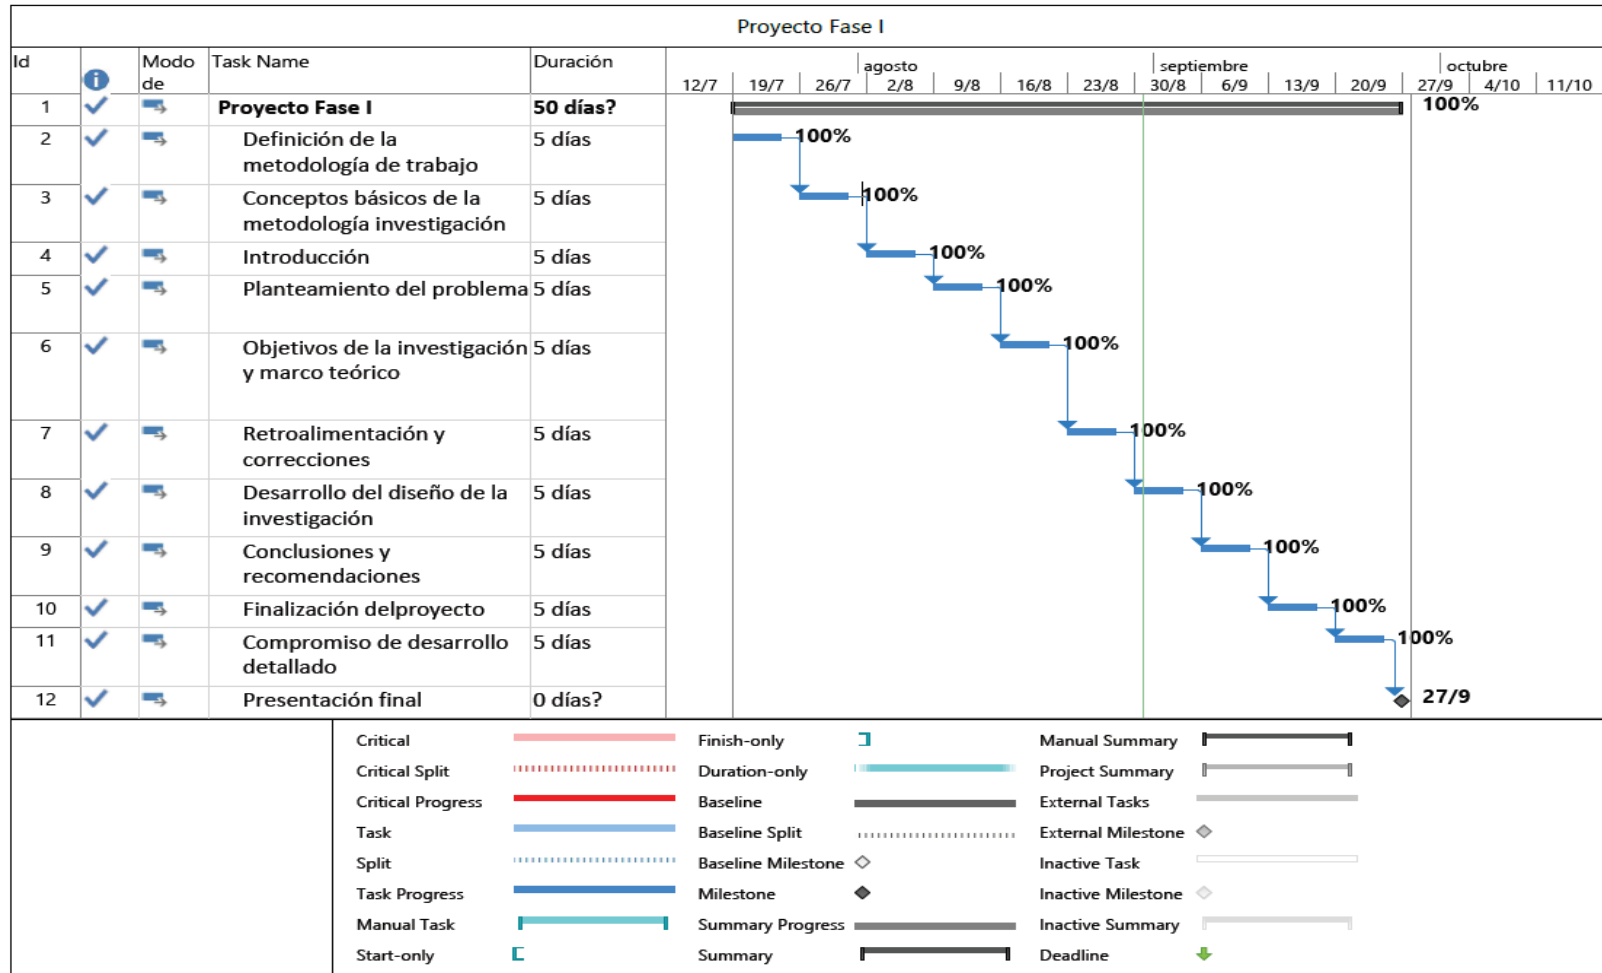 Proyecto Fase I
Id Modo de Task Name Duración
agosto septiembre octubre
12/7 19/7 26/7 2/8 9/8 16/8 23/8 30/8 6/9 13/9 20/9 27/9 4/10 11/10
1 Proyecto Fase I 50 días? 100%
2 Definición de la 5 días 100%
metodología de trabajo
3 Conceptos básicos de la 5 días 100%
metodología investigación
4 Introducción 5 días 100%
5 Planteamiento del problema 5 días 100%
6 Objetivos de la investigación 5 días 100%
y marco teórico
7 Retroalimentación y 5 días 100%
correcciones
8 Desarrollo del diseño de la 5 días 100%
investigación
9 Conclusiones y 5 días 100%
recomendaciones
10 Finalización delproyecto 5 días 100%
11 Compromiso de desarrollo 5 días 100%
detallado
12 Presentación final 0 días? 27/9
Critical Finish-only Manual Summary
Critical Split Duration-only Project Summary
Critical Progress Baseline External Tasks
Task Baseline Split External Milestone
Split Baseline Milestone Inactive Task
Task Progress Milestone Inactive Milestone
Manual Task Summary Progress Inactive Summary
Start-only Summary Deadline